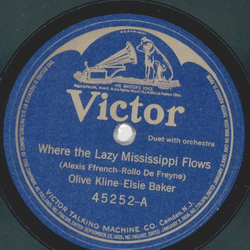 "HIS MASTER'S VOICE"
Victor
Duet with orchestra
Where the Lazy Mississippi Flows
(Alexis Ffrench-Rollo De Freyne)
Olive Kline-Elsie Baker
45252-A
VICTOR TALKING MACHINE CO. Camden, N.J.